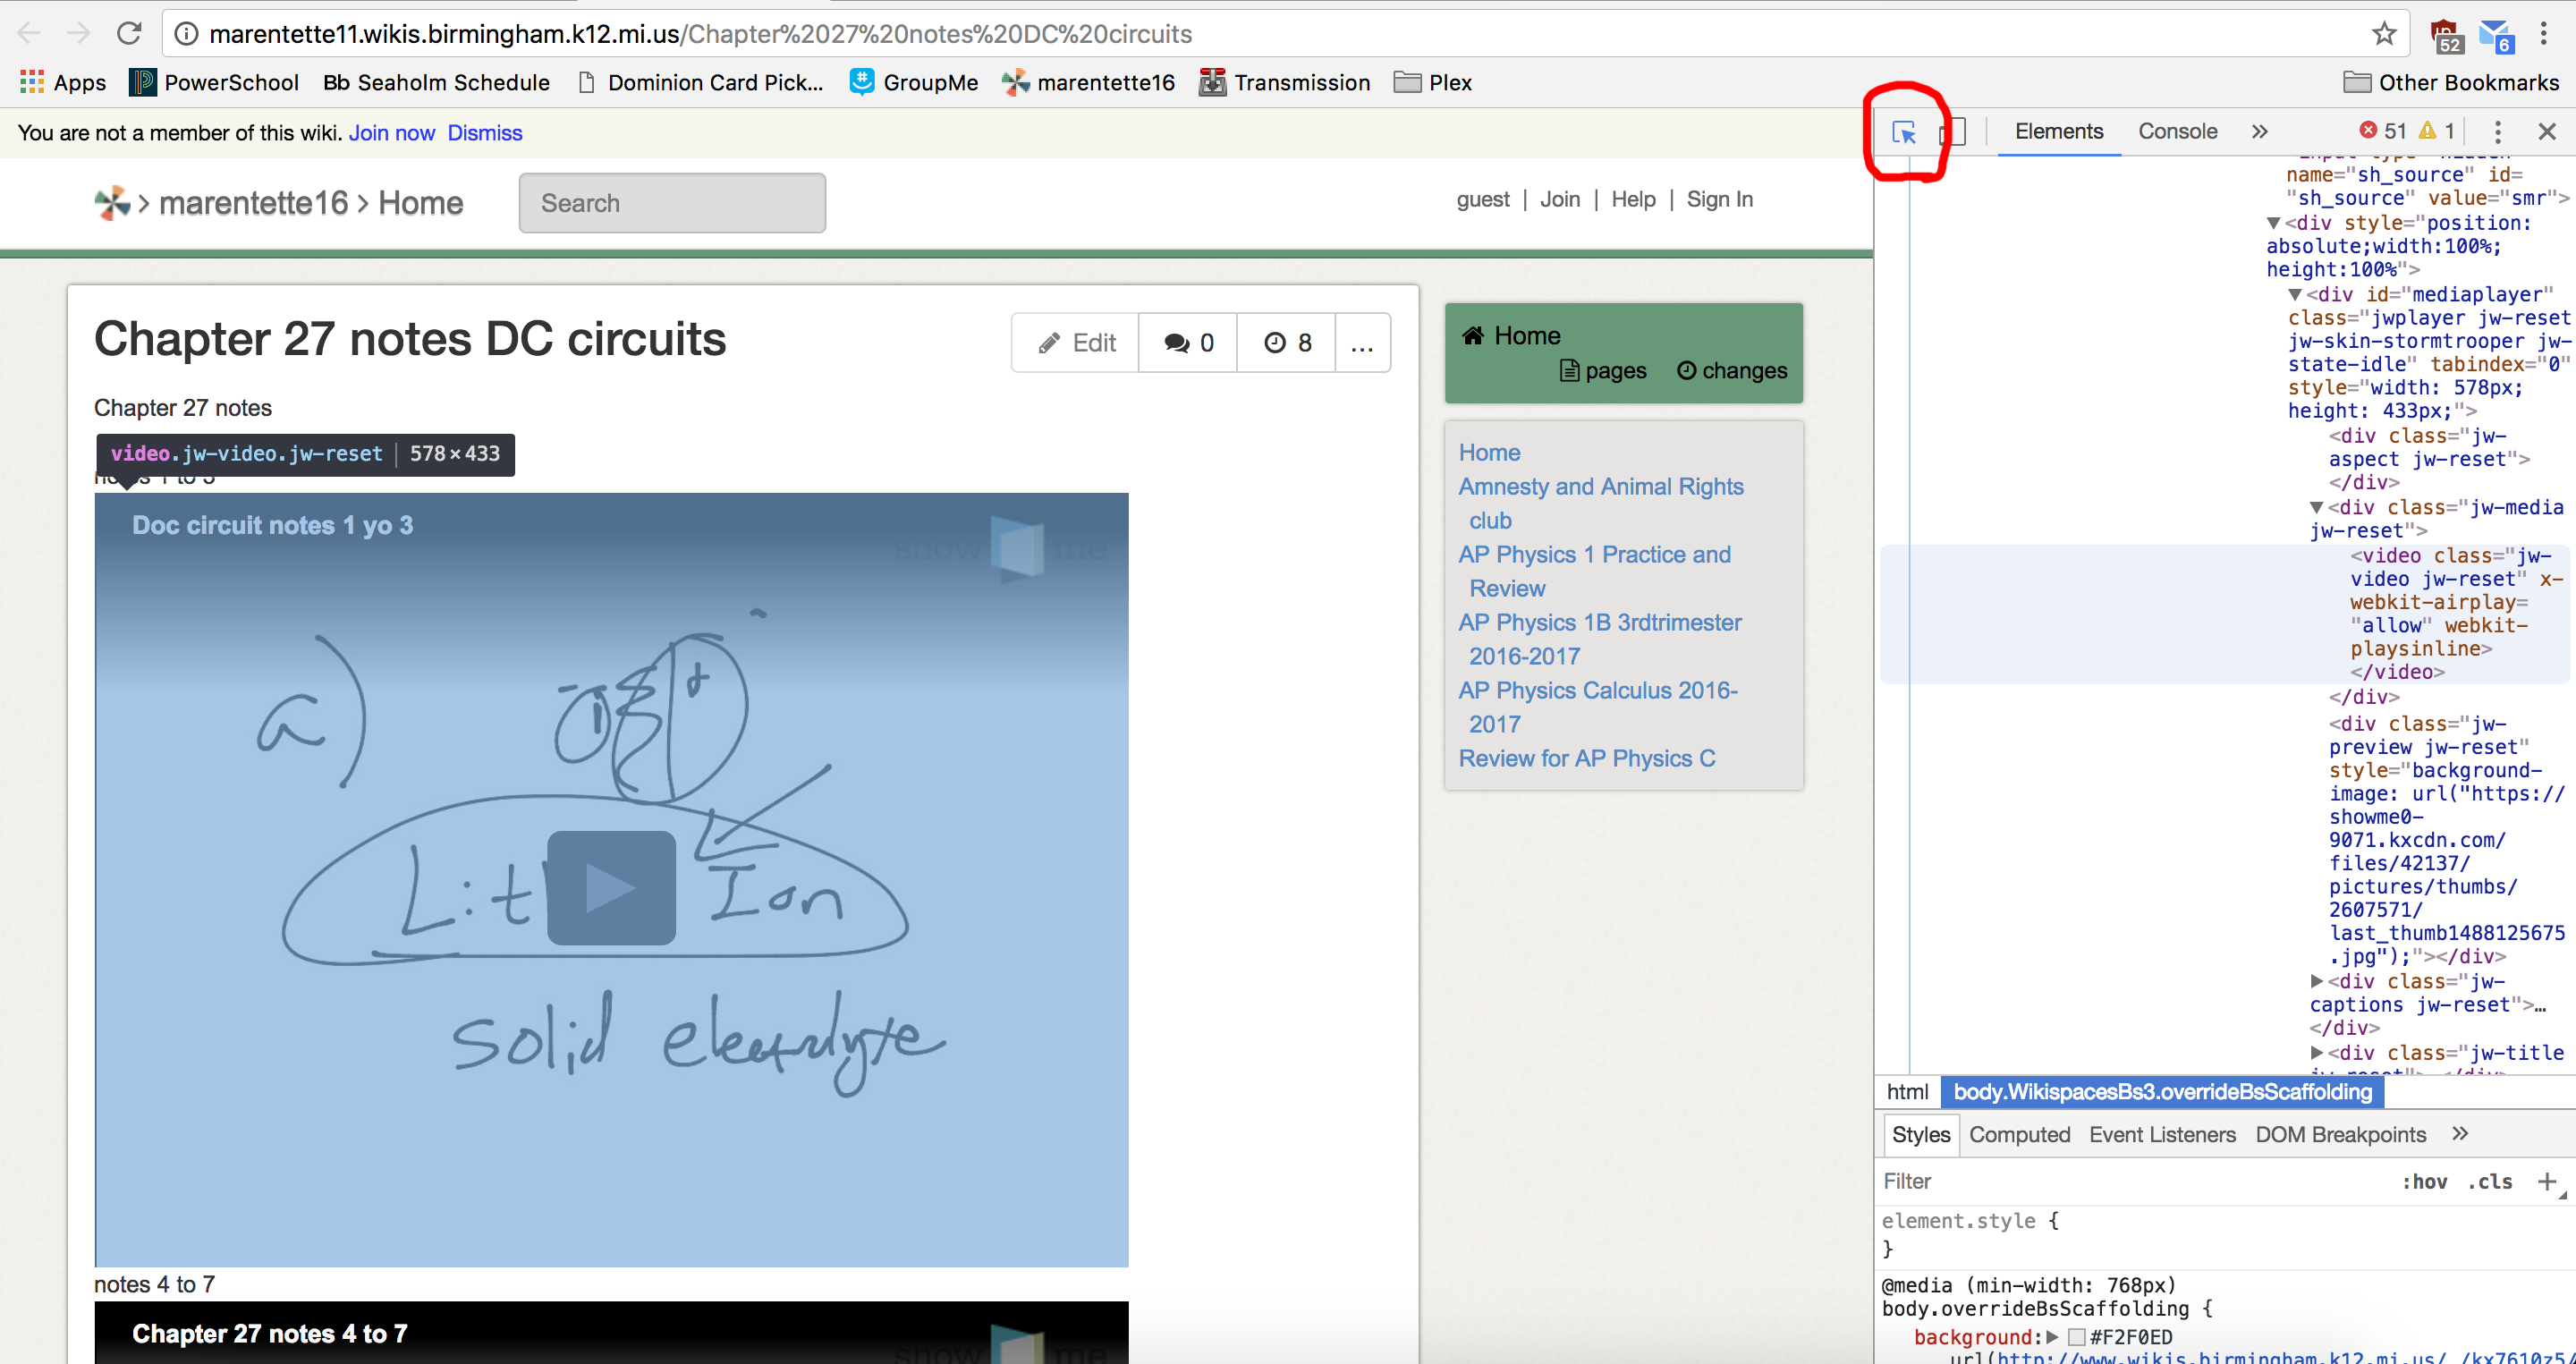 marentette11.wikis.birmingham.k12.mi.us/Chapter%2027%20notes%20DC%20circuits
52
6
Apps PowerSchool Bb Seaholm Schedule Dominion Card Pick... GroupMe marentette16 Transmission Plex Other Bookmarks
You are not a member of this wiki. Join now Dismiss
> marentette16 > Home
Search
guest | Join | Help | Sign In
Chapter 27 notes DC circuits
Edit 0 8 ...
Chapter 27 notes
video.jw-video.jw-reset | 578×433
notes 1 to 3
Doc circuit notes 1 yo 3
show me
a)
+
Lit Ion
solid electrolyte
notes 4 to 7
Chapter 27 notes 4 to 7
show me
Home
pages changes
Home
Amnesty and Animal Rights
club
AP Physics 1 Practice and
Review
AP Physics 1B 3rdtrimester
2016-2017
AP Physics Calculus 2016-
2017
Review for AP Physics C
Elements Console » 51 1
name="sh_source" id=
"sh_source" value="smr">
▼<div style="position:
absolute;width:100%;
height:100%">
▼<div id="mediaplayer"
class="jwplayer jw-reset
jw-skin-stormtrooper jw-
state-idle" tabindex="0"
style="width: 578px;
height: 433px;">
<div class="jw-
aspect jw-reset">
</div>
▼<div class="jw-media
jw-reset">
<video class="jw-
video jw-reset" x-
webkit-airplay=
"allow" webkit-
playsinline>
</video>
</div>
<div class="jw-
preview jw-reset"
style="background-
image: url("https://
showme0-
9071.kxcdn.com/
files/42137/
pictures/thumbs/
2607571/
last_thumb1488125675
.jpg");"></div>
▶<div class="jw-
captions jw-reset">…
</div>
▶<div class="jw-title
html body.WikispacesBs3.overrideBsScaffolding
Styles Computed Event Listeners DOM Breakpoints »
Filter :hov .cls +
element.style {
}
@media (min-width: 768px)
body.overrideBsScaffolding {
background:▶ #F2F0ED
url(http://www.wikis.birmingham.k12.mi.us/